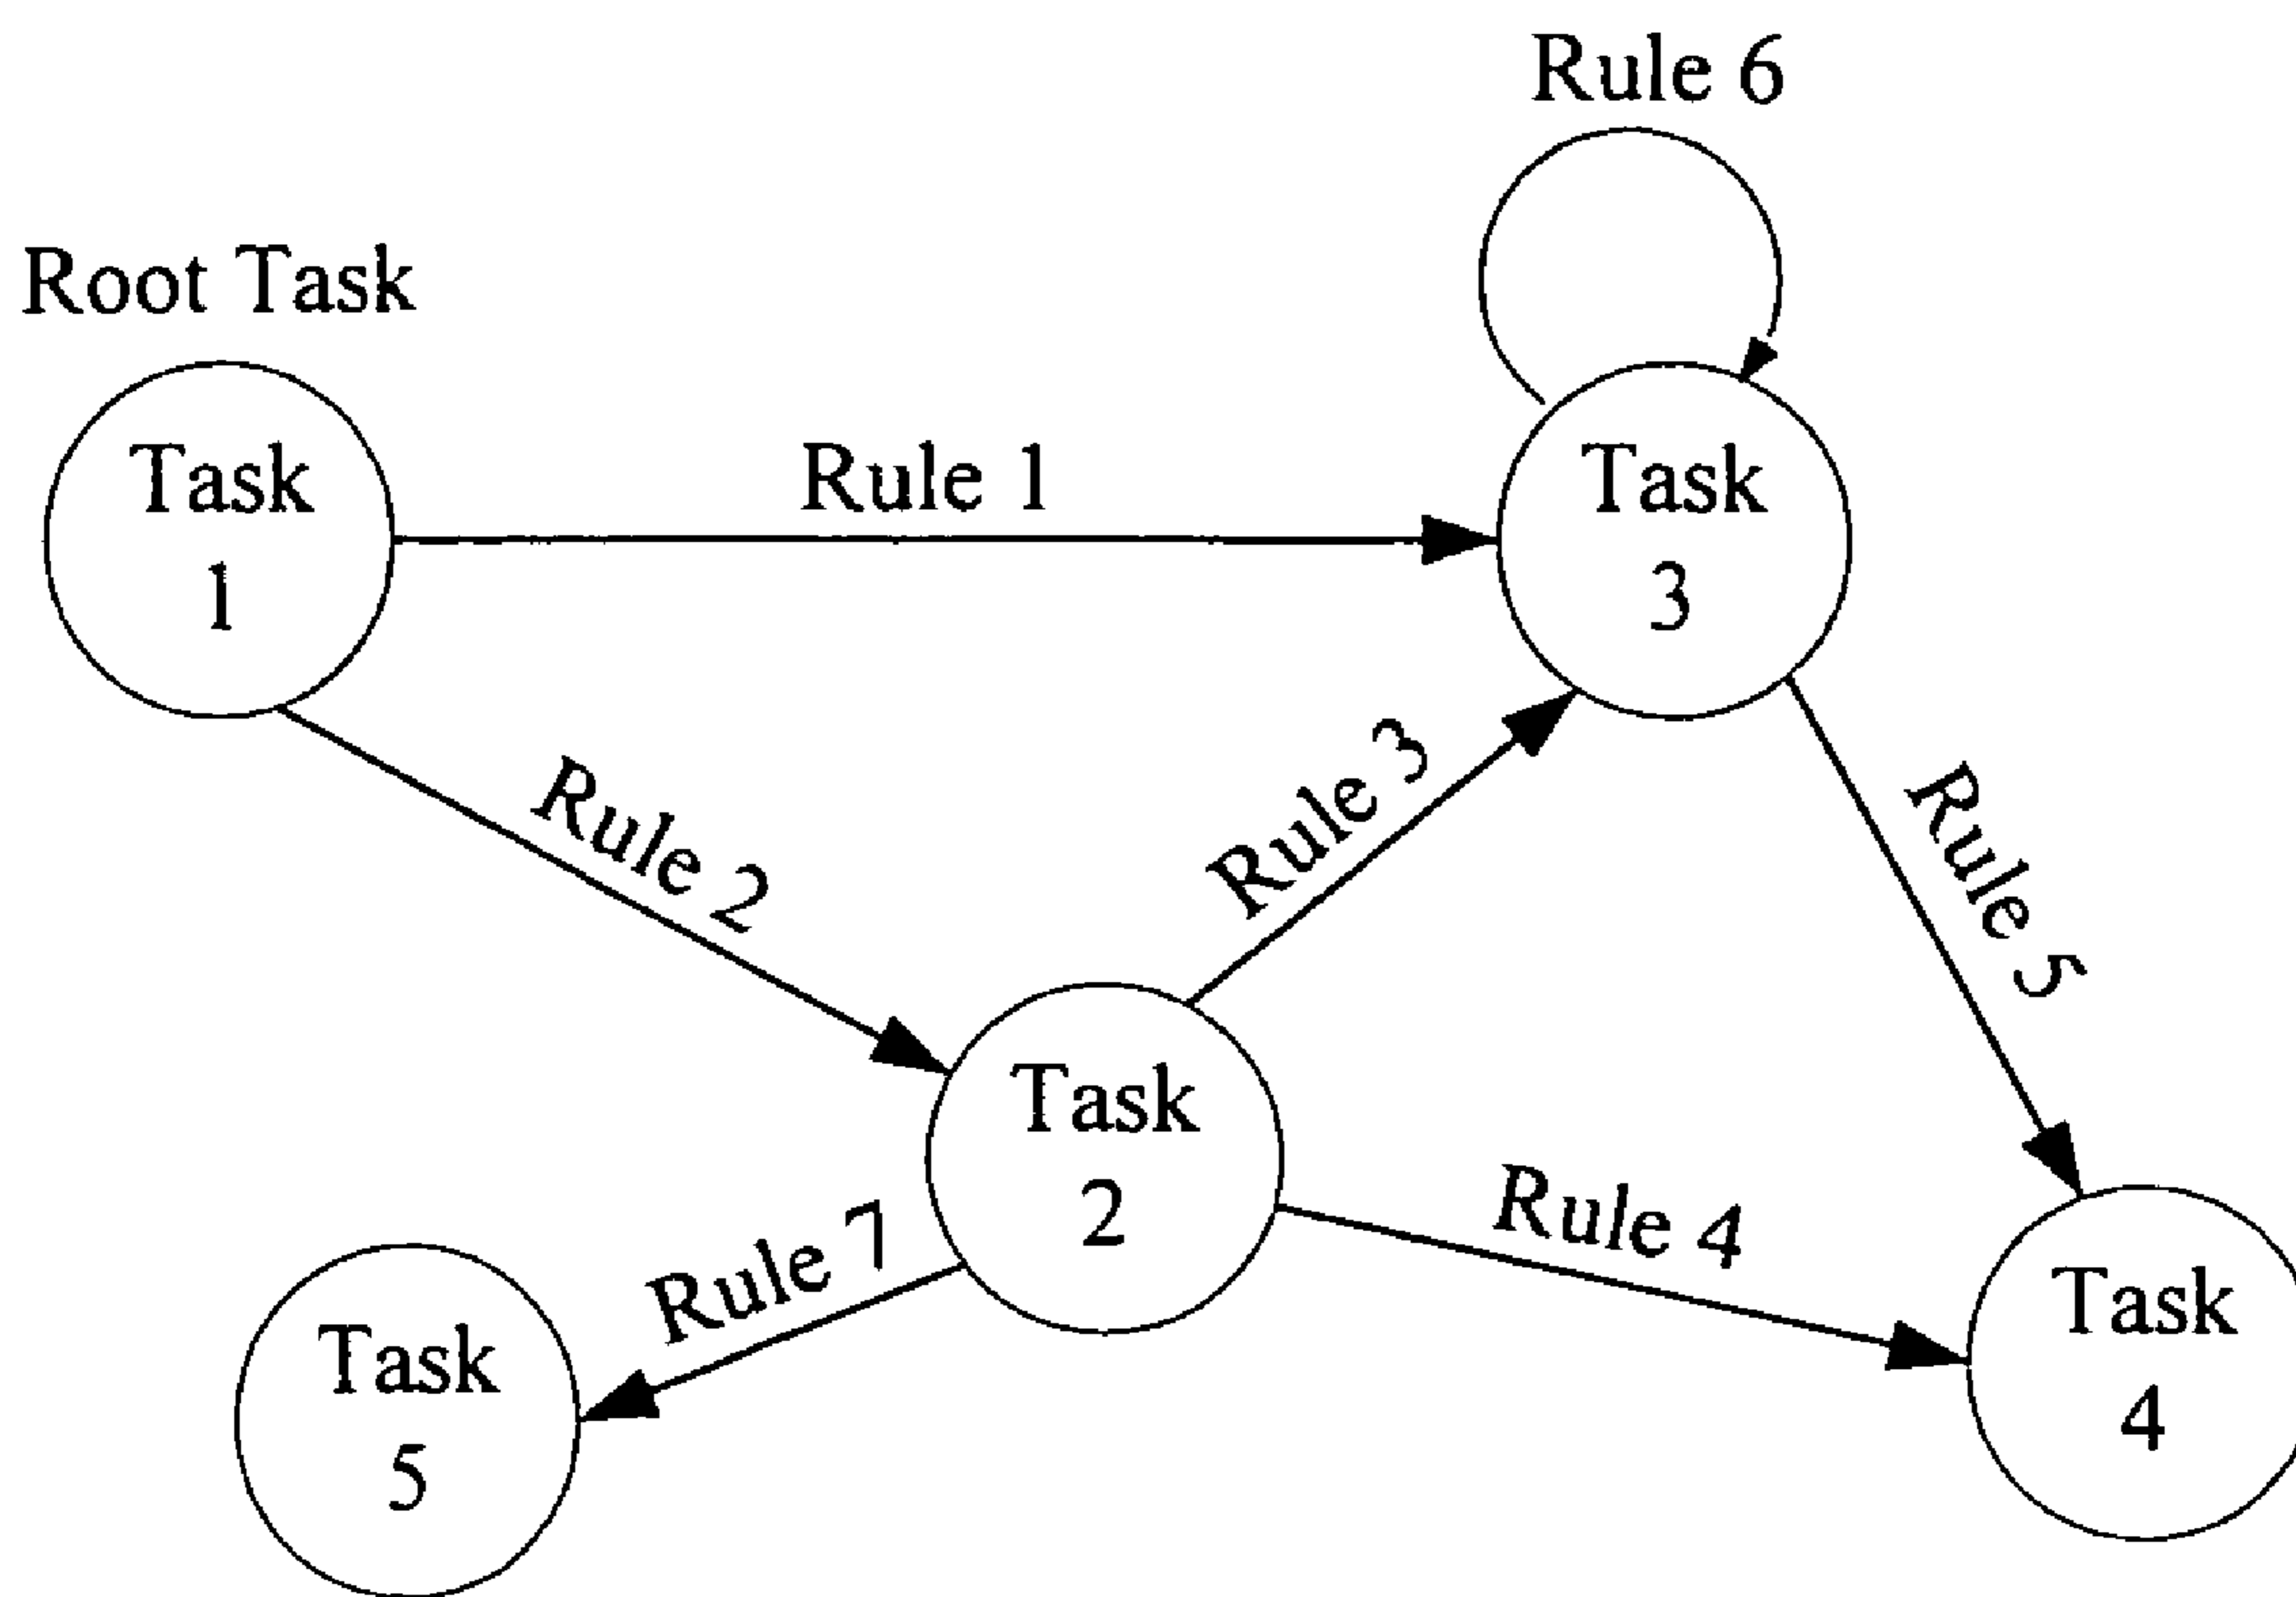 Rule 6
Root Task
Task
1
Rule 1
Task
3
Rule 2
Rule 3
Rule 5
Task
2
Rule 4
Rule 7
Task
4
Task
5